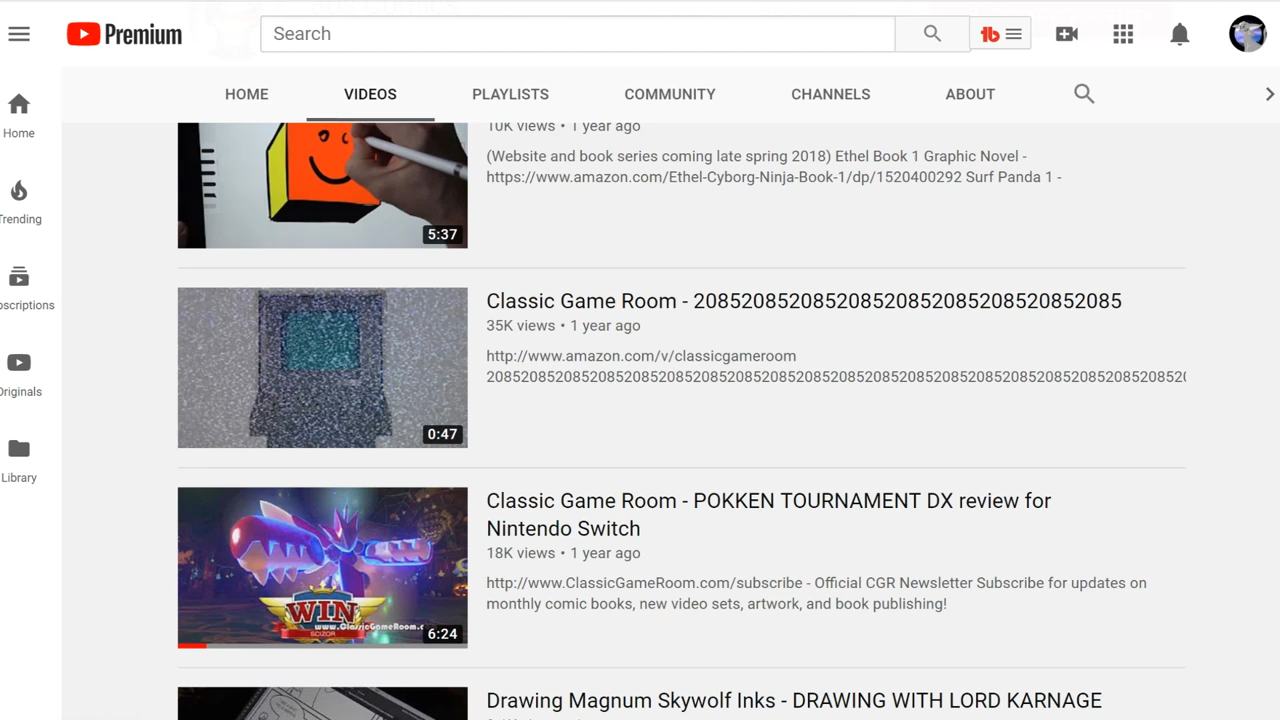 Premium
Search
HOME
VIDEOS
PLAYLISTS
COMMUNITY
CHANNELS
ABOUT
Home
Trending
bscriptions
Originals
Library
10K views • 1 year ago
(Website and book series coming late spring 2018) Ethel Book 1 Graphic Novel -
https://www.amazon.com/Ethel-Cyborg-Ninja-Book-1/dp/1520400292 Surf Panda 1 -
5:37
Classic Game Room - 2085208520852085208520852085208520852085
35K views • 1 year ago
http://www.amazon.com/v/classicgameroom
0:47
Classic Game Room - POKKEN TOURNAMENT DX review for
Nintendo Switch
18K views • 1 year ago
http://www.ClassicGameRoom.com/subscribe - Official CGR Newsletter Subscribe for updates on
monthly comic books, new video sets, artwork, and book publishing!
WIN
www.ClassicGameRoom.c
SCIZOR
6:24
Drawing Magnum Skywolf Inks - DRAWING WITH LORD KARNAGE